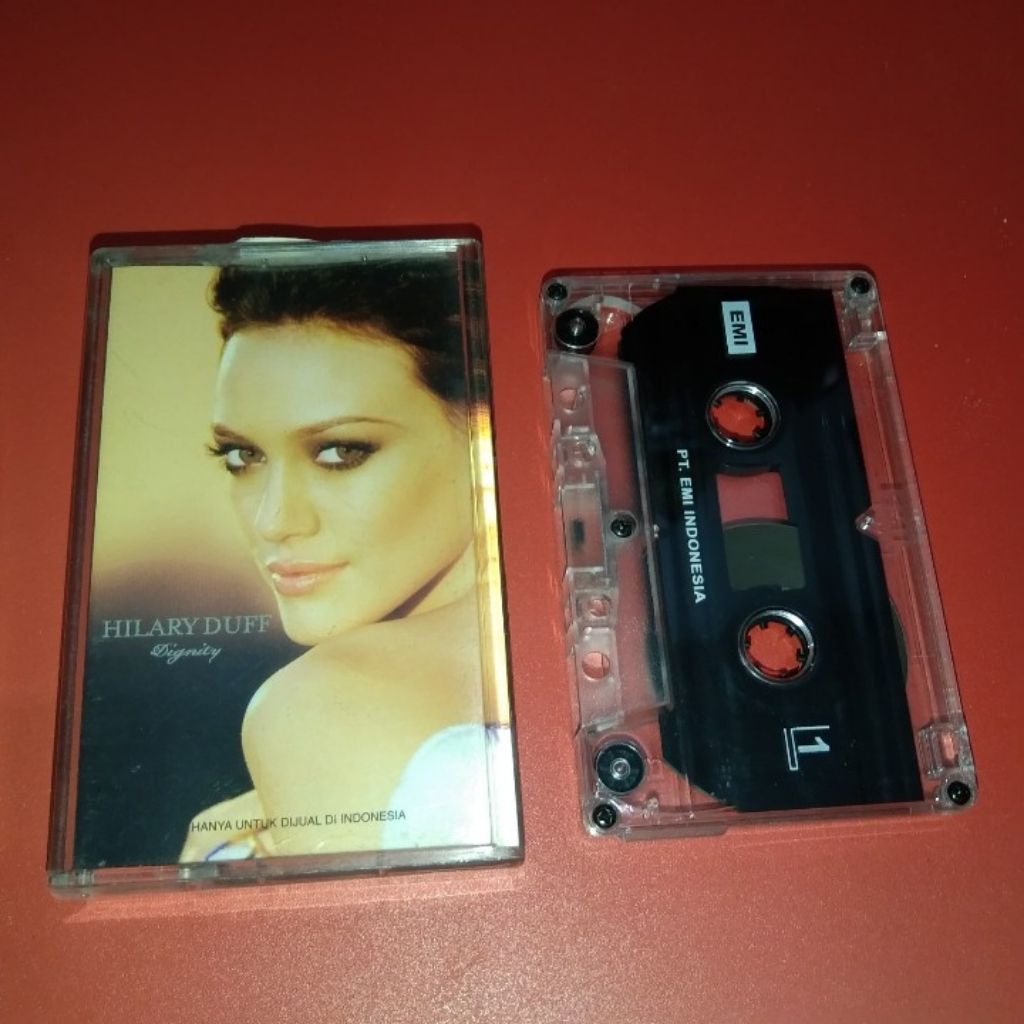 HILARY DUFF
Dignity
HANYA UNTUK DIJUAL Di INDONESIA
EMI
PT. EMI INDONESIA
1